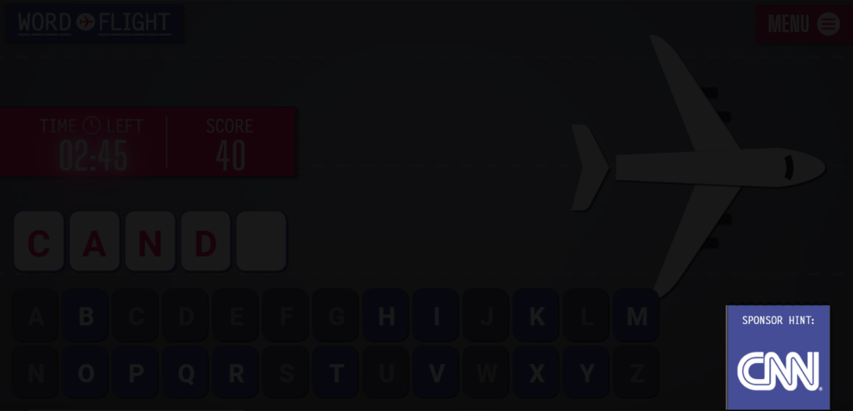 WORD FLIGHT
MENU
TIME LEFT SCORE
02:45 40
C A N D
A B C D E F G H I J K L M
N O P Q R S T U V W X Y Z
SPONSOR HINT:
CNN